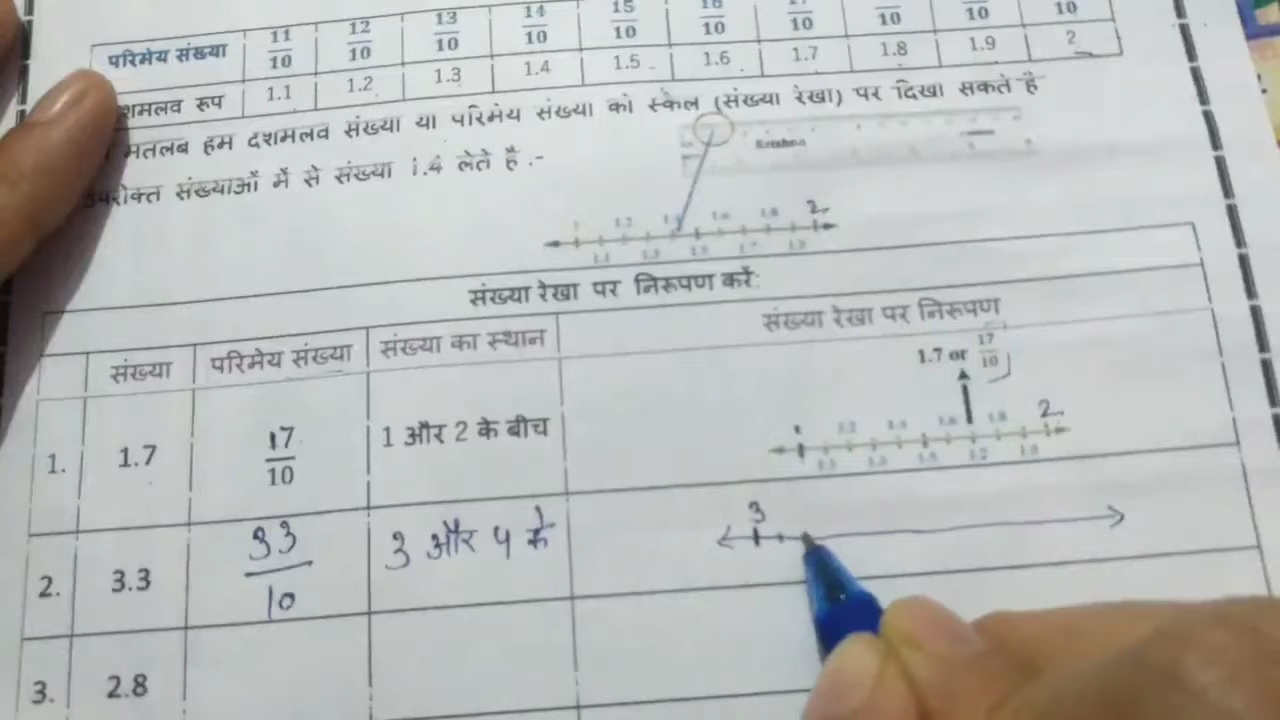 परिमेय संख्या 11/10 12/10 13/10 14/10 15/10 16/10 17/10 10 10 10
शमलव रूप 1.1 1.2 1.3 1.4 1.5 1.6 1.7 1.8 1.9 2
मतलब हम दशमलव संख्या या परिमेय संख्या को स्केल (संख्या रेखा) पर दिखा सकते है
संख्याओं में से संख्या 1.4 लेते है :-
2
संख्या रेखा पर निरुपण करें:
संख्या परिमेय संख्या संख्या का स्थान संख्या रेखा पर निरुपण
1. 1.7 17/10 1 और 2 के बीच 1.7 or 17/10
2
2. 3.3 33/10 3 और 4 के 3
3. 2.8